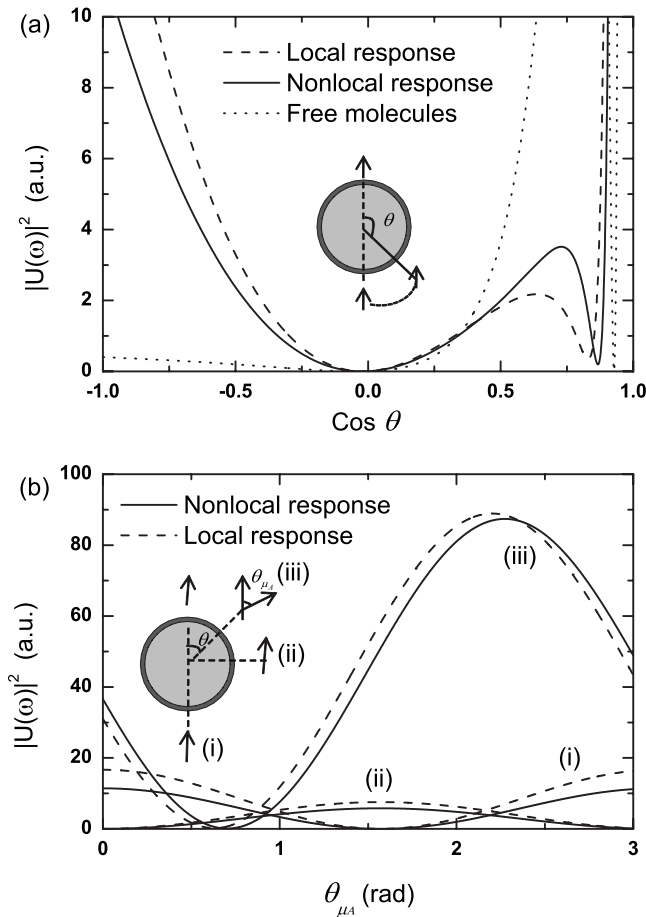 (a)
10
8
6
4
2
0
|U(ω)|² (a.u.)
Local response
Nonlocal response
Free molecules
θ
-1.0 -0.5 0.0 0.5 1.0
Cos θ
(b)
100
80
60
40
20
0
|U(ω)|² (a.u.)
Nonlocal response
Local response
θμA (iii)
θ
(ii)
(i)
(iii)
(ii)
(i)
0 1 2 3
θμA (rad)